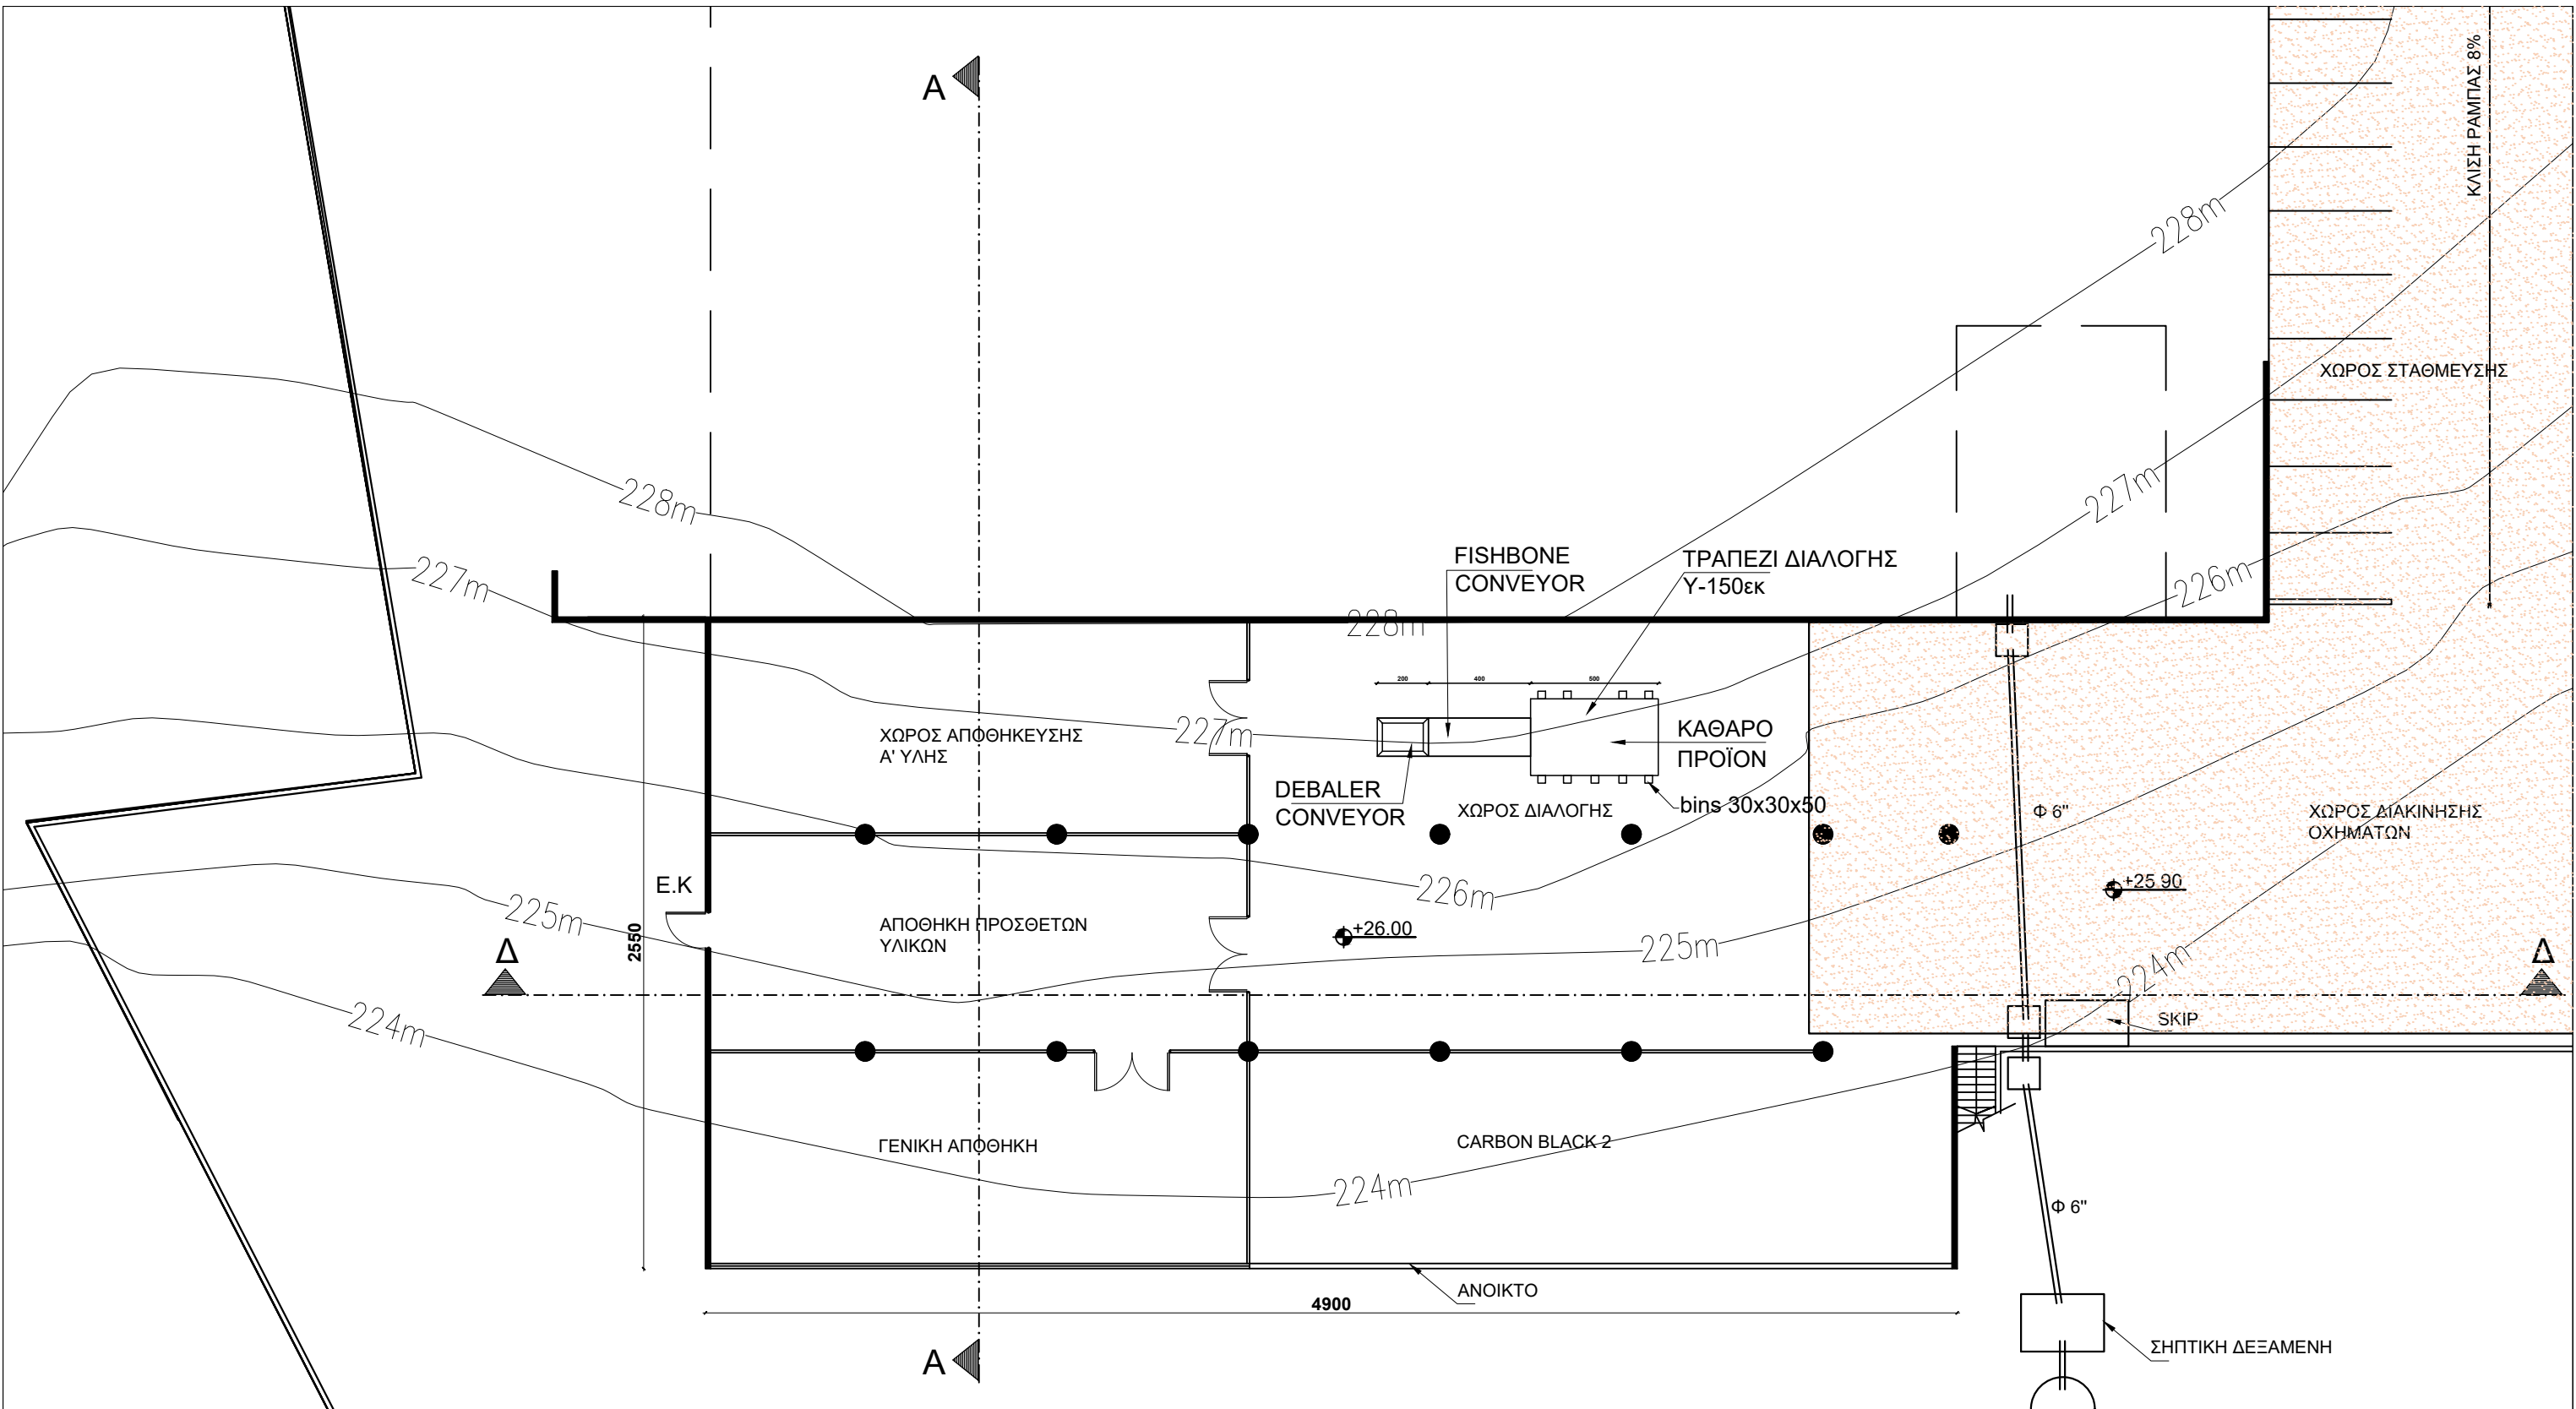 A
ΚΛΙΣΗ ΡΑΜΠΑΣ 8%
228m
ΧΩΡΟΣ ΣΤΑΘΜΕΥΣΗΣ
228m
227m
FISHBONE
CONVEYOR
ΤΡΑΠΕΖΙ ΔΙΑΛΟΓΗΣ
Υ-150εκ
227m
226m
228m
200
400
500
ΧΩΡΟΣ ΑΠΟΘΗΚΕΥΣΗΣ
Α' ΥΛΗΣ
227m
ΚΑΘΑΡΟ
ΠΡΟΪΟΝ
DEBALER
CONVEYOR
ΧΩΡΟΣ ΔΙΑΛΟΓΗΣ
bins 30x30x50
Φ 6"
ΧΩΡΟΣ ΔΙΑΚΙΝΗΣΗΣ
ΟΧΗΜΑΤΩΝ
Ε.Κ
226m
+25.90
225m
ΑΠΟΘΗΚΗ ΠΡΟΣΘΕΤΩΝ
ΥΛΙΚΩΝ
+26.00
2550
225m
Δ
Δ
224m
224m
SKIP
ΓΕΝΙΚΗ ΑΠΟΘΗΚΗ
CARBON BLACK 2
224m
Φ 6"
ΑΝΟΙΚΤΟ
4900
A
ΣΗΠΤΙΚΗ ΔΕΞΑΜΕΝΗ